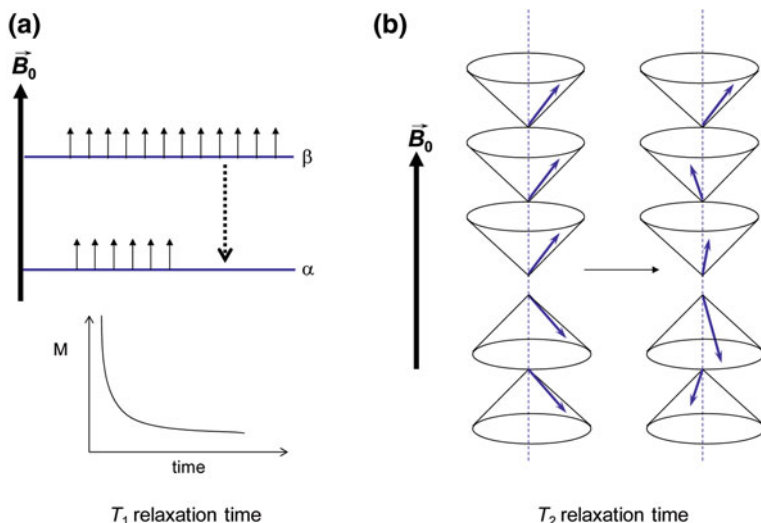 (a)
B₀
β
α
M
time
T₁ relaxation time
(b)
B₀
T₂ relaxation time